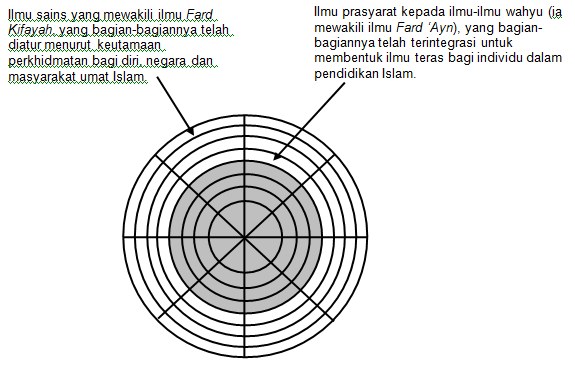 Ilmu sains yang mewakili ilmu Fard
Kifayah, yang bagian-bagiannya telah
diatur menurut keutamaan
perkhidmatan bagi diri, negara dan
masyarakat umat Islam.
Ilmu prasyarat kepada ilmu-ilmu wahyu (ia
mewakili ilmu Fard ‘Ayn), yang bagian-
bagiannya telah terintegrasi untuk
membentuk ilmu teras bagi individu dalam
pendidikan Islam.